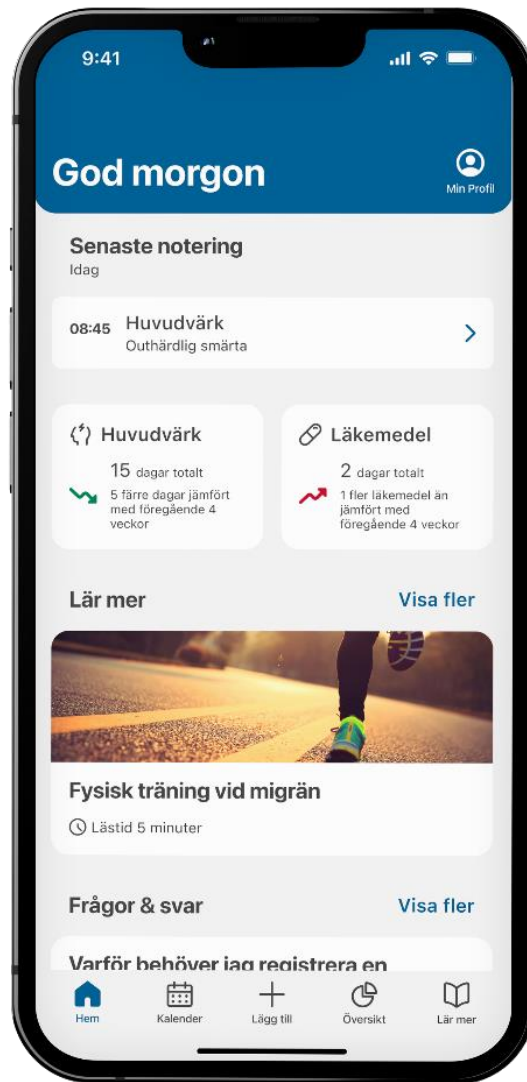 9:41
God morgon
Min Profil
Senaste notering
Idag
08:45 Huvudvärk
Outhärdlig smärta
Huvudvärk
15 dagar totalt
5 färre dagar jämfört
med föregående 4
veckor
Läkemedel
2 dagar totalt
1 fler läkemedel än
jämfört med
föregående 4 veckor
Lär mer
Visa fler
Fysisk träning vid migrän
Lästid 5 minuter
Frågor & svar
Visa fler
Varför behöver jag registrera en
Hem
Kalender
Lägg till
Översikt
Lär mer